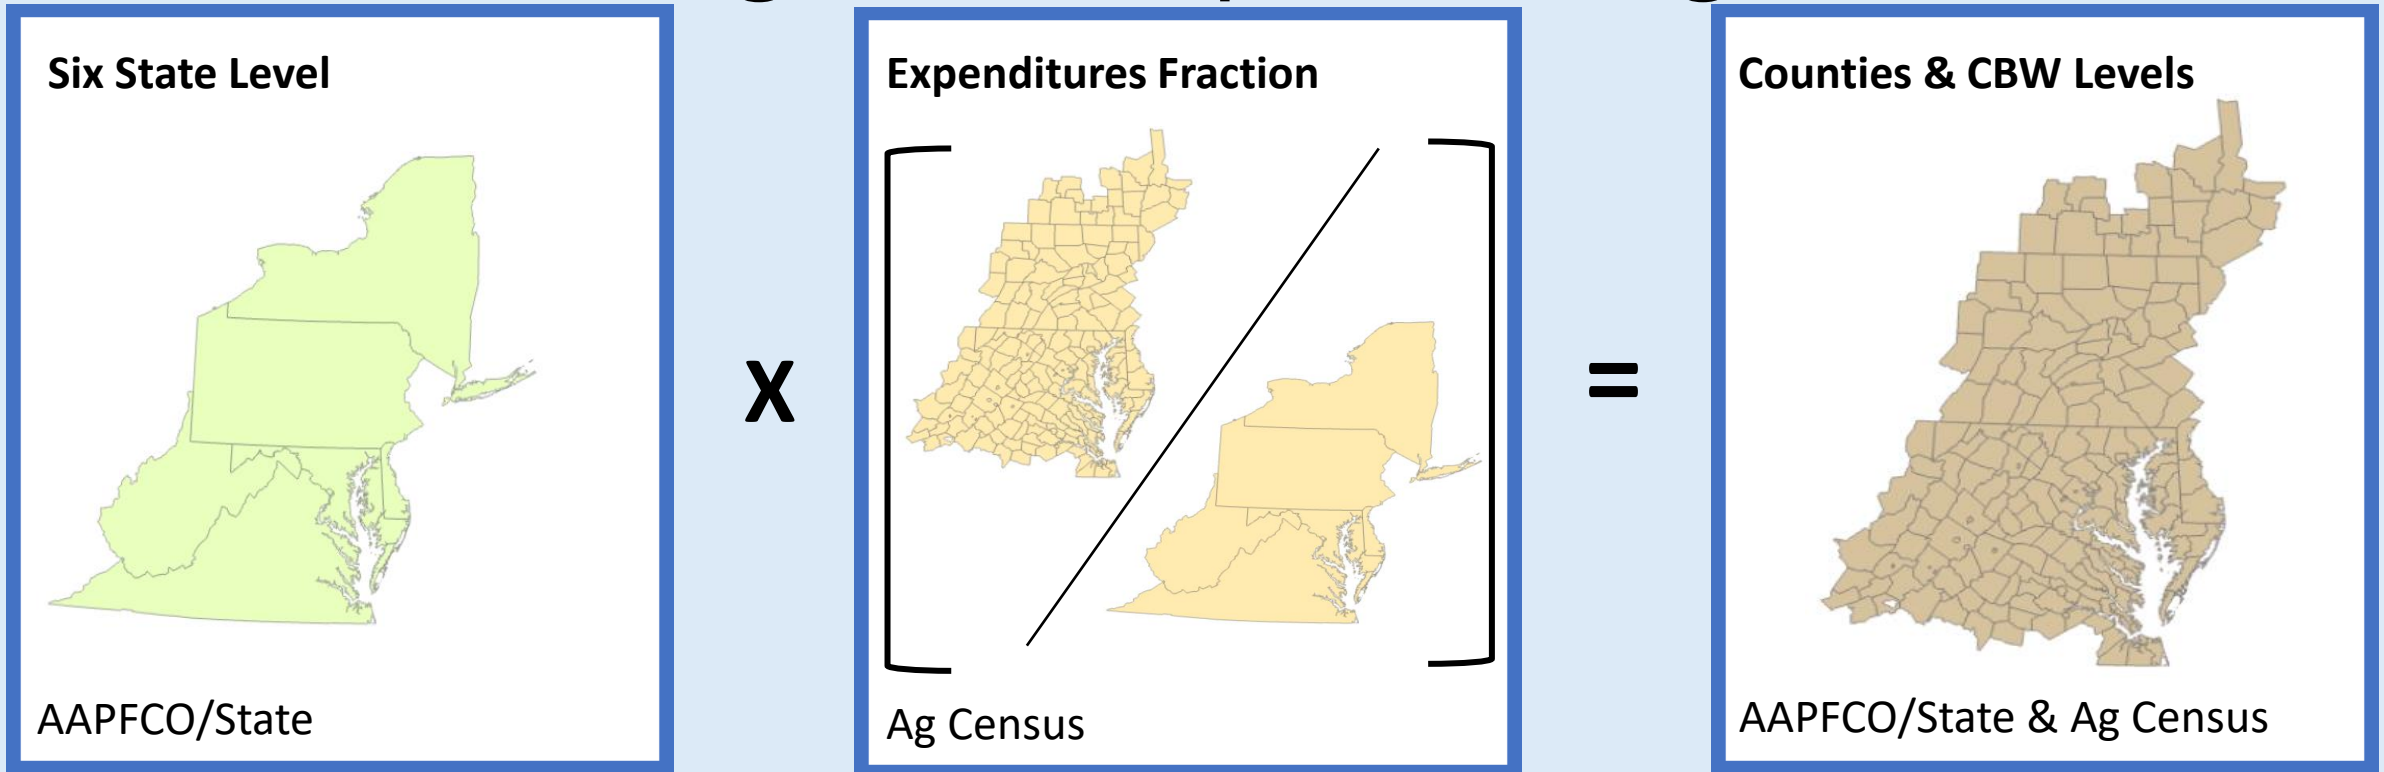 Six State Level
Expenditures Fraction
Counties & CBW Levels
X
=
AAPFCO/State
Ag Census
AAPFCO/State & Ag Census